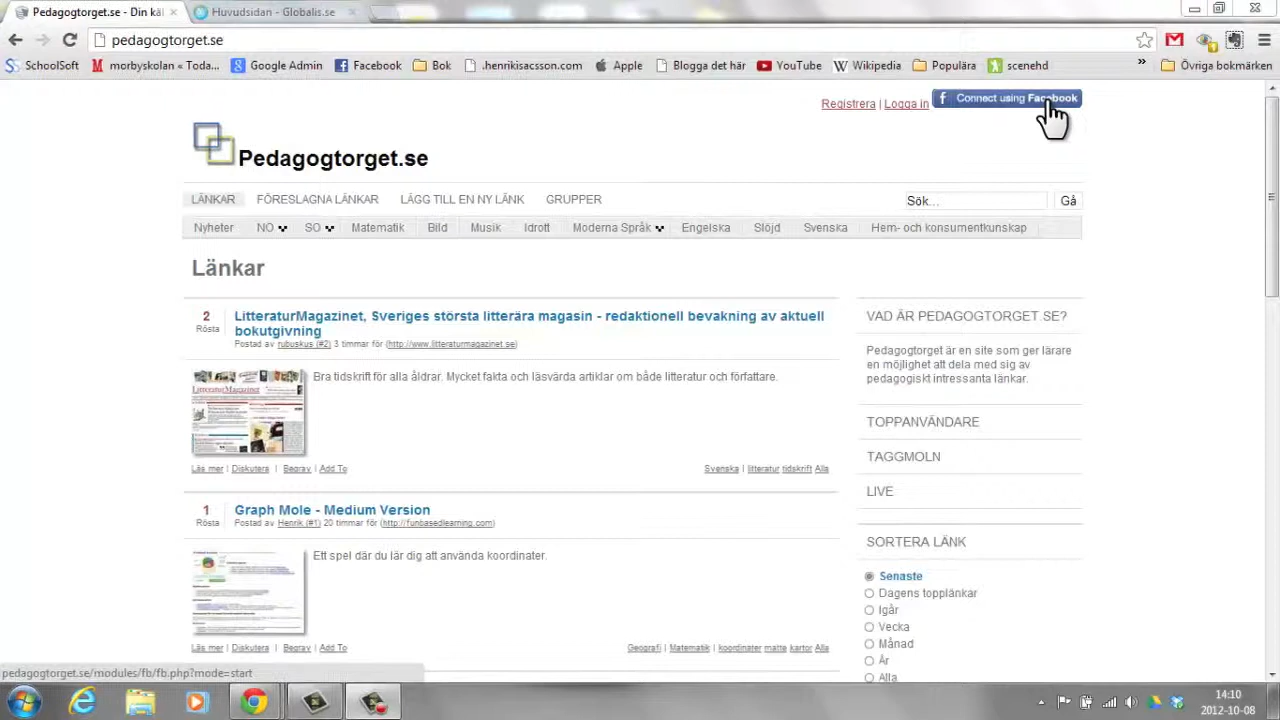 Pedagogtorget.se - Din käl
Huvudsidan - Globalis.se
pedagogtorget.se
SchoolSoft morbyskolan « Toda... Google Admin Facebook Bok .henrikisacsson.com Apple Blogga det här YouTube Wikipedia Populära scenehd » Övriga bokmärken
Registrera | Logga in Connect using Facebook
Pedagogtorget.se
LÄNKAR FÖRESLAGNA LÄNKAR LÄGG TILL EN NY LÄNK GRUPPER Sök... Gå
Nyheter NO SO Matematik Bild Musik Idrott Moderna Språk Engelska Slöjd Svenska Hem- och konsumentkunskap
Länkar
2
Rösta
LitteraturMagazinet, Sveriges största litterära magasin - redaktionell bevakning av aktuell
bokutgivning
Postad av rubuskus (#2) 3 timmar för (http://www.litteraturmagazinet.se)
Bra tidskrift för alla åldrar. Mycket fakta och läsvärda artiklar om både litteratur och författare.
Läs mer | Diskutera | Begrav | Add To Svenska | litteratur tidskrift Alla
1
Rösta
Graph Mole - Medium Version
Postad av Henrik (#1) 20 timmar för (http://funbasedlearning.com)
Ett spel där du lär dig att använda koordinater.
Läs mer | Diskutera | Begrav | Add To Geografi | Matematik | koordinater matte kartor Alla
VAD ÄR PEDAGOGTORGET.SE?
Pedagogtorget är en site som ger lärare
en möjlighet att dela med sig av
pedagogiskt intressanta länkar.
TOPPANVÄNDARE
TAGGMOLN
LIVE
SORTERA LÄNK
Senaste
Dagens topplänkar
Igår
Vecka
Månad
År
Alla
pedagogtorget.se/modules/fb/fb.php?mode=start
14:10
2012-10-08